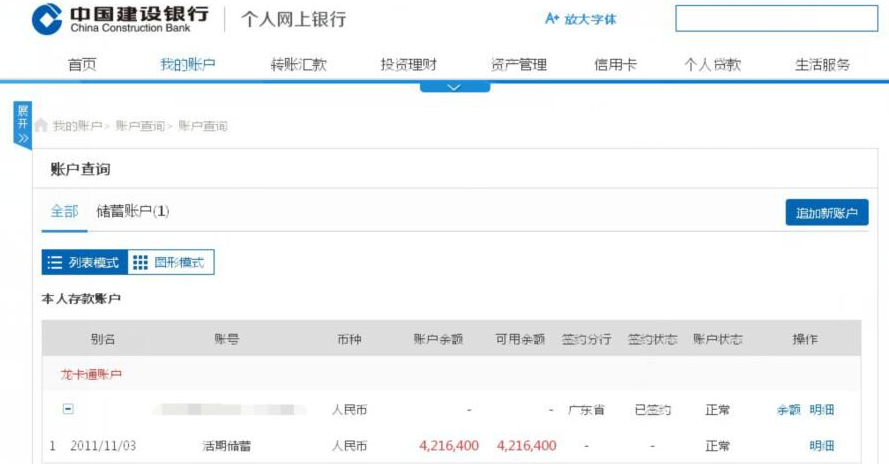 中国建设银行 个人网上银行 A+ 放大字体
China Construction Bank
首页 我的账户 转账汇款 投资理财 资产管理 信用卡 个人贷款 生活服务
展开 »
我的账户> 账户查询> 账户查询
账户查询
全部 储蓄账户(1) 追加新账户
列表模式 图形模式
本人存款账户
别名 账号 币种 账户余额 可用余额 签约分行 签约状态 账户状态 操作
龙卡通账户
人民币 - - 广东省 已签约 正常 余额 明细
1 2011/11/03 活期储蓄 人民币 4,216,400 4,216,400 - - 正常 明细